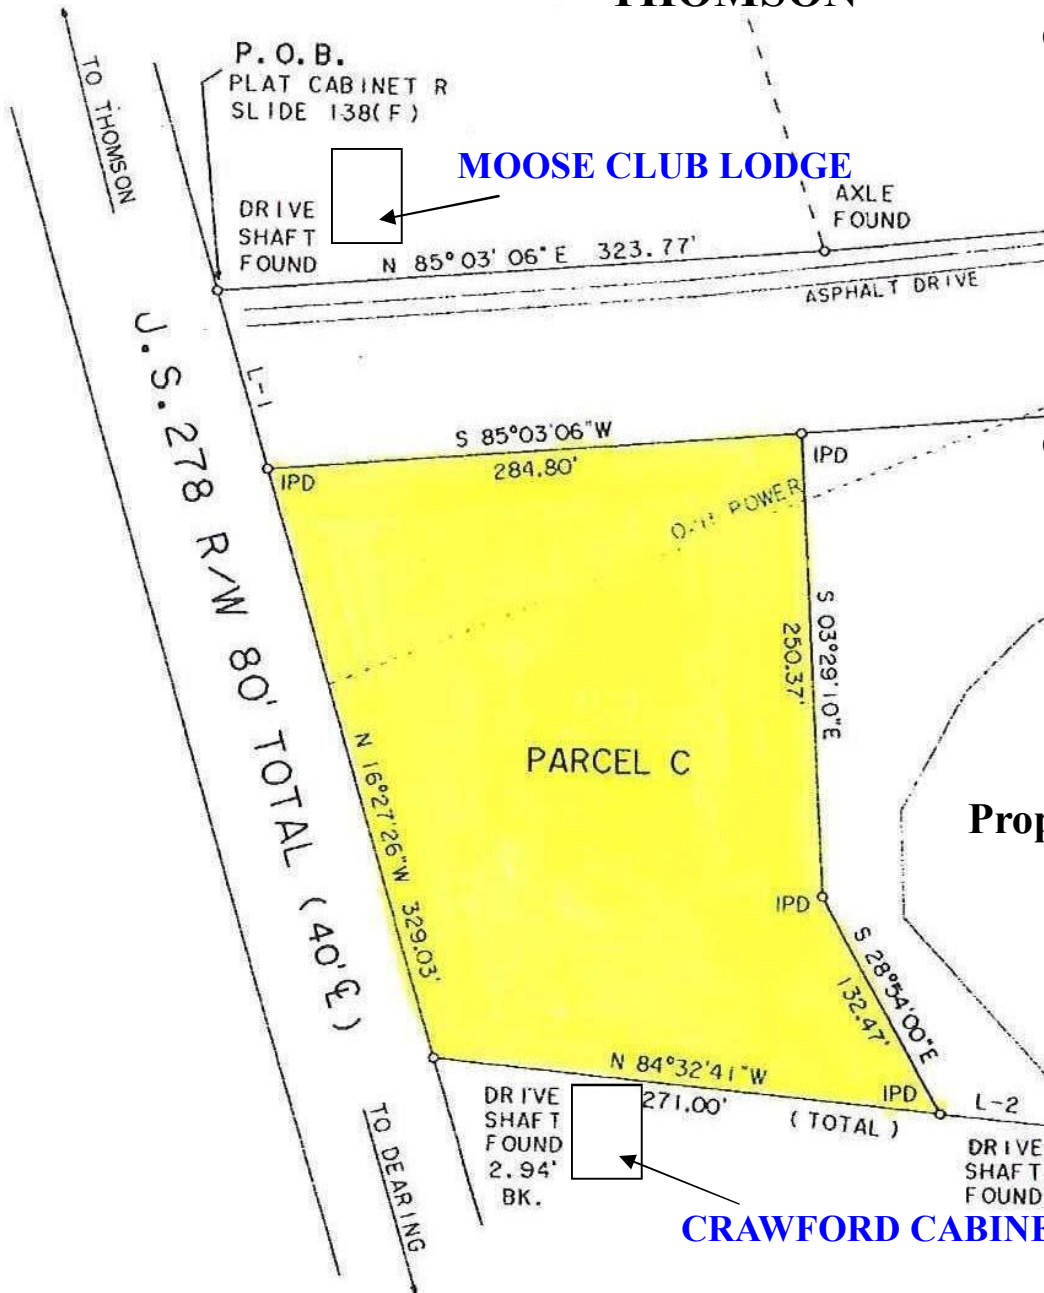 THOMSON
TO THOMSON
P.O.B.
PLAT CABINET R
SLIDE 138(F)
MOOSE CLUB LODGE
DRIVE
SHAFT
FOUND
AXLE
FOUND
N 85°03'06"E 323.77'
ASPHALT DRIVE
L-1
J.S.278 R/W 80' TOTAL (40'℄)
S 85°03'06"W
284.80'
IPD
IPD
O/H POWER
S 03°29'10"E
250.37'
PARCEL C
N 16°27'26"W 329.03'
Prop
IPD
S 28°54'00"E
132.47'
N 84°32'41"W
271.00'
(TOTAL)
IPD
L-2
DRIVE
SHAFT
FOUND
2.94'
BK.
DRIVE
SHAFT
FOUND
TO DEARING
CRAWFORD CABINE